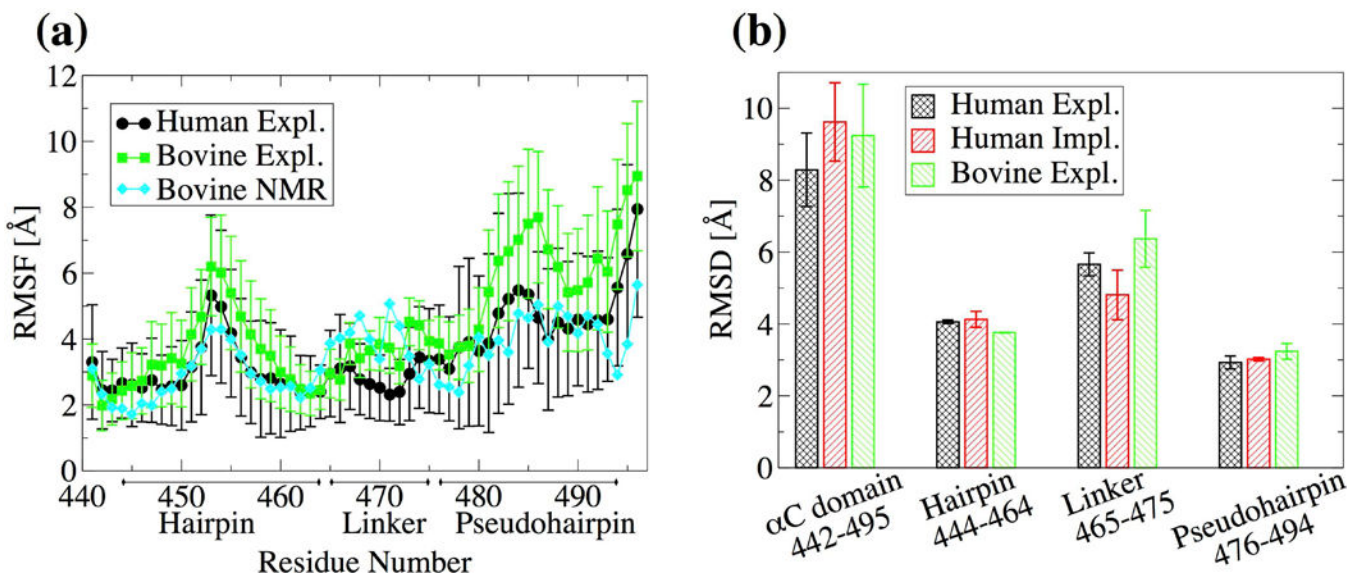 (a)
12
10
8
6
4
2
0
RMSF [Å]
Human Expl.
Bovine Expl.
Bovine NMR
440 450 460 470 480 490
Hairpin Linker Pseudohairpin
Residue Number
(b)
10
8
6
4
2
0
RMSD [Å]
Human Expl.
Human Impl.
Bovine Expl.
αC domain
442-495
Hairpin
444-464
Linker
465-475
Pseudohairpin
476-494